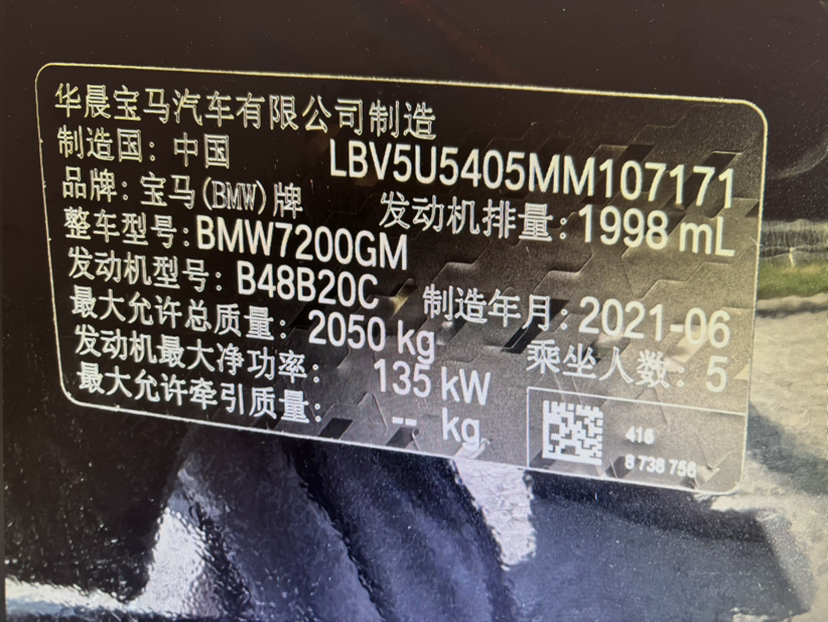 华晨宝马汽车有限公司制造
制造国：中国 LBV5U5405MM107171
品牌：宝马(BMW)牌 发动机排量：1998 mL
整车型号：BMW7200GM
发动机型号：B48B20C 制造年月：2021-06
最大允许总质量：2050 kg 乘坐人数：5
发动机最大净功率：135 kW
最大允许牵引质量：-- kg
416
8 738 756